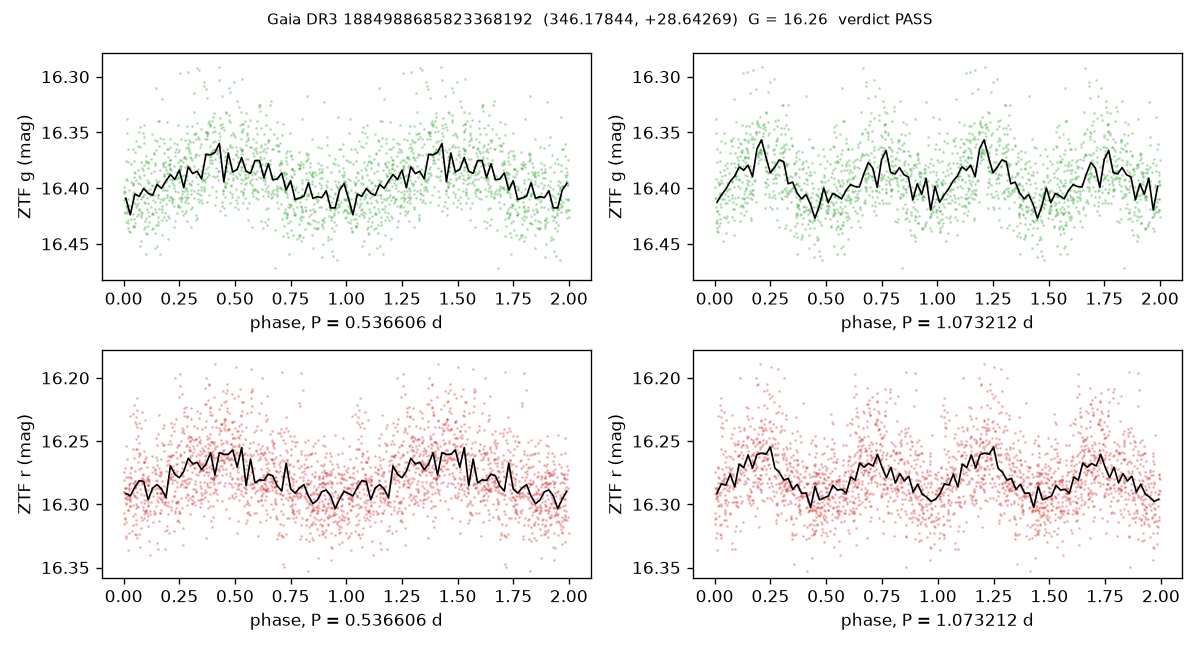 Gaia DR3 1884988685823368192 (346.17844, +28.64269) G = 16.26 verdict PASS
ZTF g (mag)
16.30
16.35
16.40
16.45
0.00 0.25 0.50 0.75 1.00 1.25 1.50 1.75 2.00
phase, P = 0.536606 d
ZTF g (mag)
16.30
16.35
16.40
16.45
0.00 0.25 0.50 0.75 1.00 1.25 1.50 1.75 2.00
phase, P = 1.073212 d
ZTF r (mag)
16.20
16.25
16.30
16.35
0.00 0.25 0.50 0.75 1.00 1.25 1.50 1.75 2.00
phase, P = 0.536606 d
ZTF r (mag)
16.20
16.25
16.30
16.35
0.00 0.25 0.50 0.75 1.00 1.25 1.50 1.75 2.00
phase, P = 1.073212 d